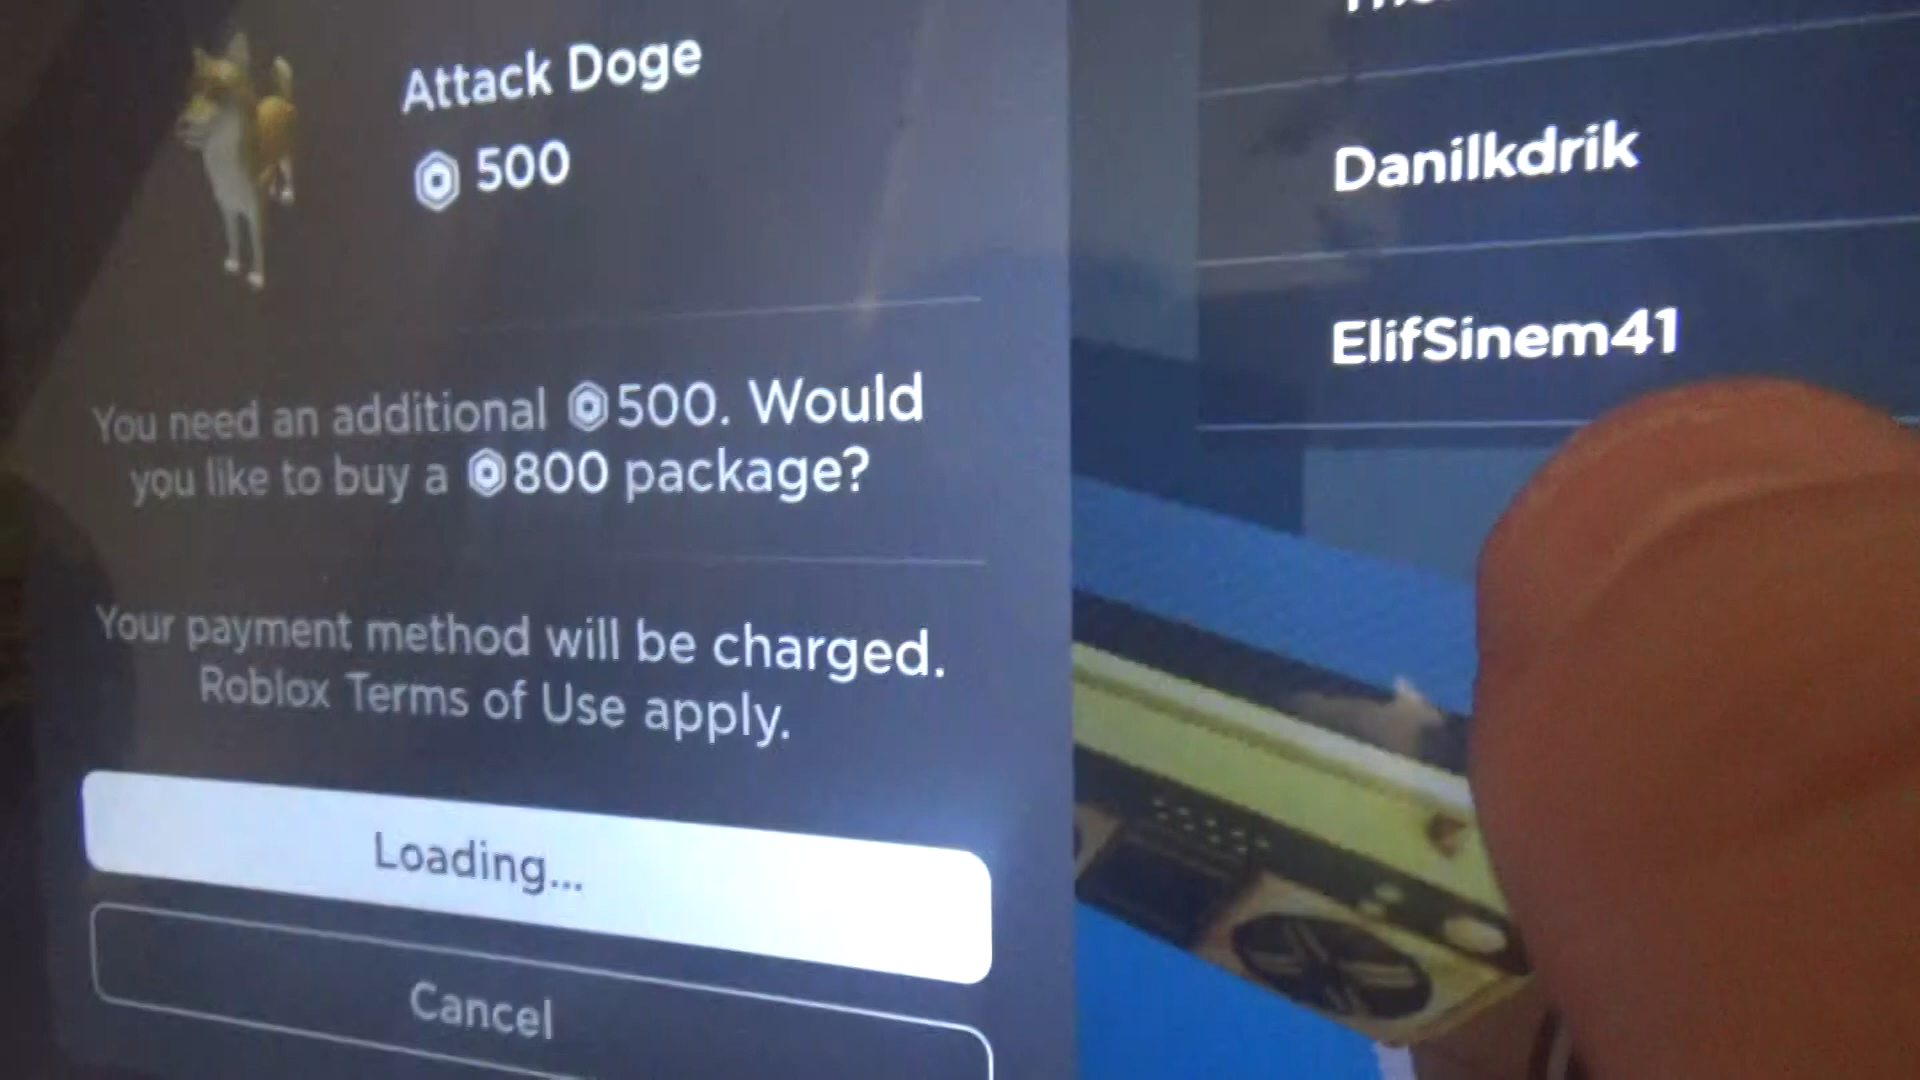 Attack Doge
500
You need an additional 500. Would
you like to buy a 800 package?
Your payment method will be charged.
Roblox Terms of Use apply.
Loading...
Cancel
Danilkdrik
ElifSinem41